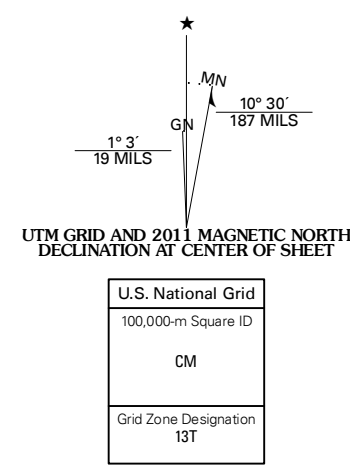 ★
MN
GN
10° 30´
187 MILS
1° 3´
19 MILS
UTM GRID AND 2011 MAGNETIC NORTH
DECLINATION AT CENTER OF SHEET
U.S. National Grid
100,000-m Square ID
CM
Grid Zone Designation
13T